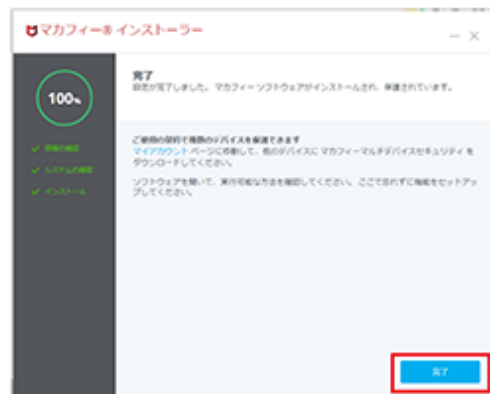 マカフィー® インストーラー
100%
完了
設定が完了しました。マカフィー ソフトウェアがインストールされ、保護されています。
ご使用の契約で複数のデバイスを保護できます
マイアカウント ページに移動して、他のデバイスに マカフィー マルチデバイスセキュリティ を
ダウンロードしてください。
ソフトウェアを開いて、実行可能な方法を確認してください。ここで忘れずに機能をセットアッ
プしてください。
システムの確認
インストール
完了